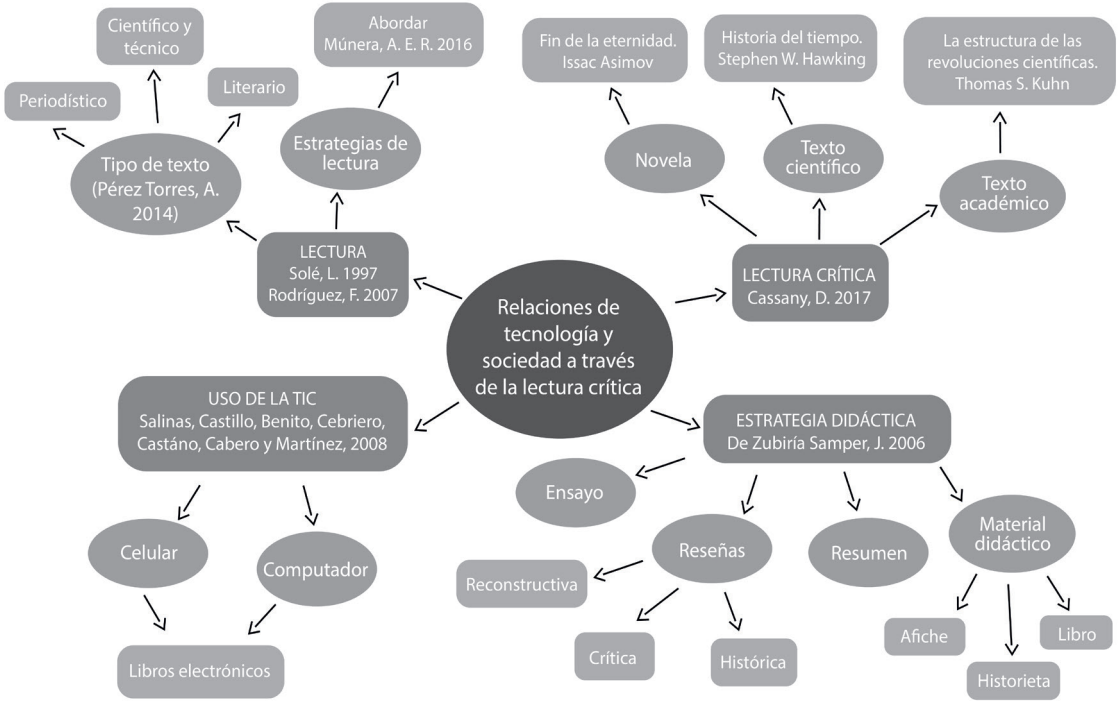 Científico y
técnico
Periodístico
Literario
Tipo de texto
(Pérez Torres, A.
2014)
Abordar
Múnera, A. E. R. 2016
Estrategias de
lectura
LECTURA
Solé, L. 1997
Rodríguez, F. 2007
Fin de la eternidad.
Issac Asimov
Historia del tiempo.
Stephen W. Hawking
La estructura de las
revoluciones científicas.
Thomas S. Kuhn
Novela
Texto
científico
Texto
académico
LECTURA CRÍTICA
Cassany, D. 2017
Relaciones de
tecnología y
sociedad a través
de la lectura crítica
USO DE LA TIC
Salinas, Castillo, Benito, Cebriero,
Castáno, Cabero y Martínez, 2008
Celular
Computador
Libros electrónicos
ESTRATEGIA DIDÁCTICA
De Zubiría Samper, J. 2006
Ensayo
Reseñas
Resumen
Material
didáctico
Reconstructiva
Crítica
Histórica
Afiche
Historieta
Libro